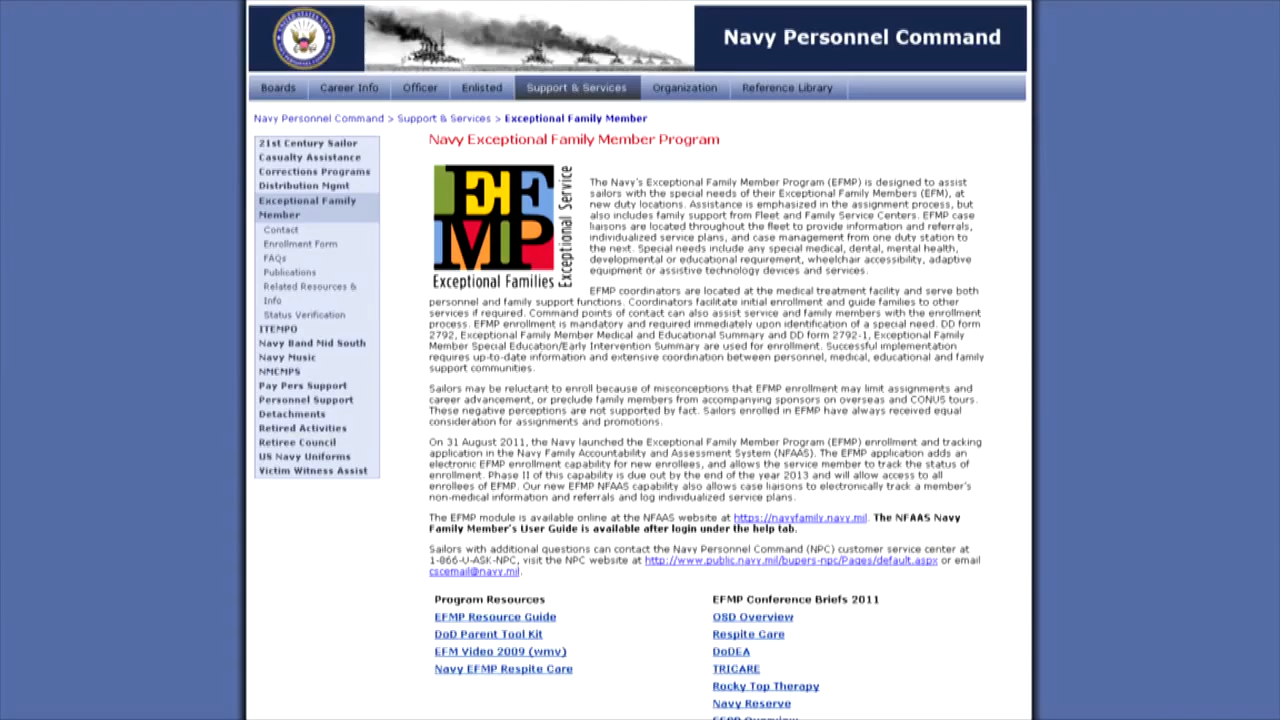 Navy Personnel Command
Boards
Career Info
Officer
Enlisted
Support & Services
Organization
Reference Library
Navy Personnel Command > Support & Services > Exceptional Family Member
21st Century Sailor
Casualty Assistance
Corrections Programs
Distribution Mgmt
Exceptional Family
Member
Contact
Enrollment Form
FAQs
Publications
Related Resources &
Info
Status Verification
ITEMPO
Navy Band Mid South
Navy Music
NMCMPS
Pay Pers Support
Personnel Support
Detachments
Retired Activities
Retiree Council
US Navy Uniforms
Victim Witness Assist
Navy Exceptional Family Member Program
EFMP
Exceptional Service
Exceptional Families
The Navy's Exceptional Family Member Program (EFMP) is designed to assist
sailors with the special needs of their Exceptional Family Members (EFM), at
new duty locations. Assistance is emphasized in the assignment process, but
also includes family support from Fleet and Family Service Centers. EFMP case
liaisons are located throughout the fleet to provide information and referrals,
individualized service plans, and case management from one duty station to
the next. Special needs include any special medical, dental, mental health,
developmental or educational requirement, wheelchair accessibility, adaptive
equipment or assistive technology devices and services.
EFMP coordinators are located at the medical treatment facility and serve both
personnel and family support functions. Coordinators facilitate initial enrollment and guide families to other
services if required. Command points of contact can also assist service and family members with the enrollment
process. EFMP enrollment is mandatory and required immediately upon identification of a special need. DD form
2792, Exceptional Family Member Medical and Educational Summary and DD form 2792-1, Exceptional Family
Member Special Education/Early Intervention Summary are used for enrollment. Successful implementation
requires up-to-date information and extensive coordination between personnel, medical, educational and family
support communities.
Sailors may be reluctant to enroll because of misconceptions that EFMP enrollment may limit assignments and
career advancement, or preclude family members from accompanying sponsors on overseas and CONUS tours.
These negative perceptions are not supported by fact. Sailors enrolled in EFMP have always received equal
consideration for assignments and promotions.
On 31 August 2011, the Navy launched the Exceptional Family Member Program (EFMP) enrollment and tracking
application in the Navy Family Accountability and Assessment System (NFAAS). The EFMP application adds an
electronic EFMP enrollment capability for new enrollees, and allows the service member to track the status of
enrollment. Phase II of this capability is due out by the end of the year 2013 and will allow access to all
enrollees of EFMP. Our new EFMP NFAAS capability also allows case liaisons to electronically track a member's
non-medical information and referrals and log individualized service plans.
The EFMP module is available online at the NFAAS website at https://navyfamily.navy.mil. The NFAAS Navy
Family Member's User Guide is available after login under the help tab.
Sailors with additional questions can contact the Navy Personnel Command (NPC) customer service center at
1-866-U-ASK-NPC, visit the NPC website at http://www.public.navy.mil/bupers-npc/Pages/default.aspx or email
cscemail@navy.mil.
Program Resources
EFMP Resource Guide
DoD Parent Tool Kit
EFM Video 2009 (wmv)
Navy EFMP Respite Care
EFMP Conference Briefs 2011
OSD Overview
Respite Care
DoDEA
TRICARE
Rocky Top Therapy
Navy Reserve